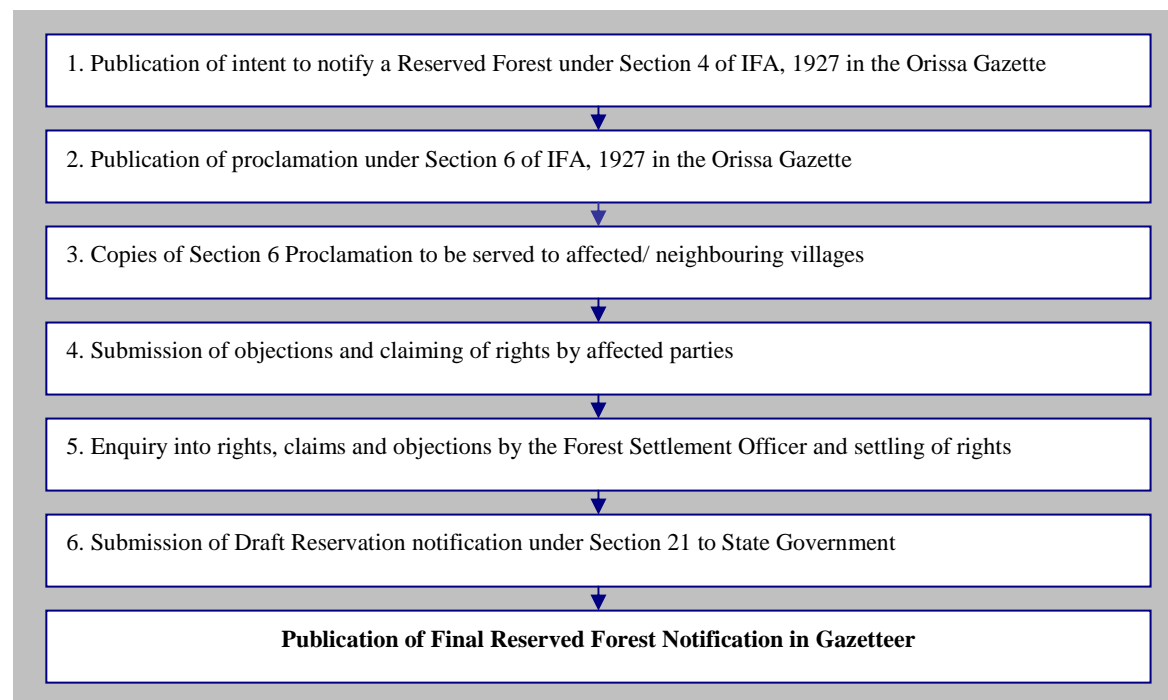 1. Publication of intent to notify a Reserved Forest under Section 4 of IFA, 1927 in the Orissa Gazette
2. Publication of proclamation under Section 6 of IFA, 1927 in the Orissa Gazette
3. Copies of Section 6 Proclamation to be served to affected/ neighbouring villages
4. Submission of objections and claiming of rights by affected parties
5. Enquiry into rights, claims and objections by the Forest Settlement Officer and settling of rights
6. Submission of Draft Reservation notification under Section 21 to State Government
Publication of Final Reserved Forest Notification in Gazetteer